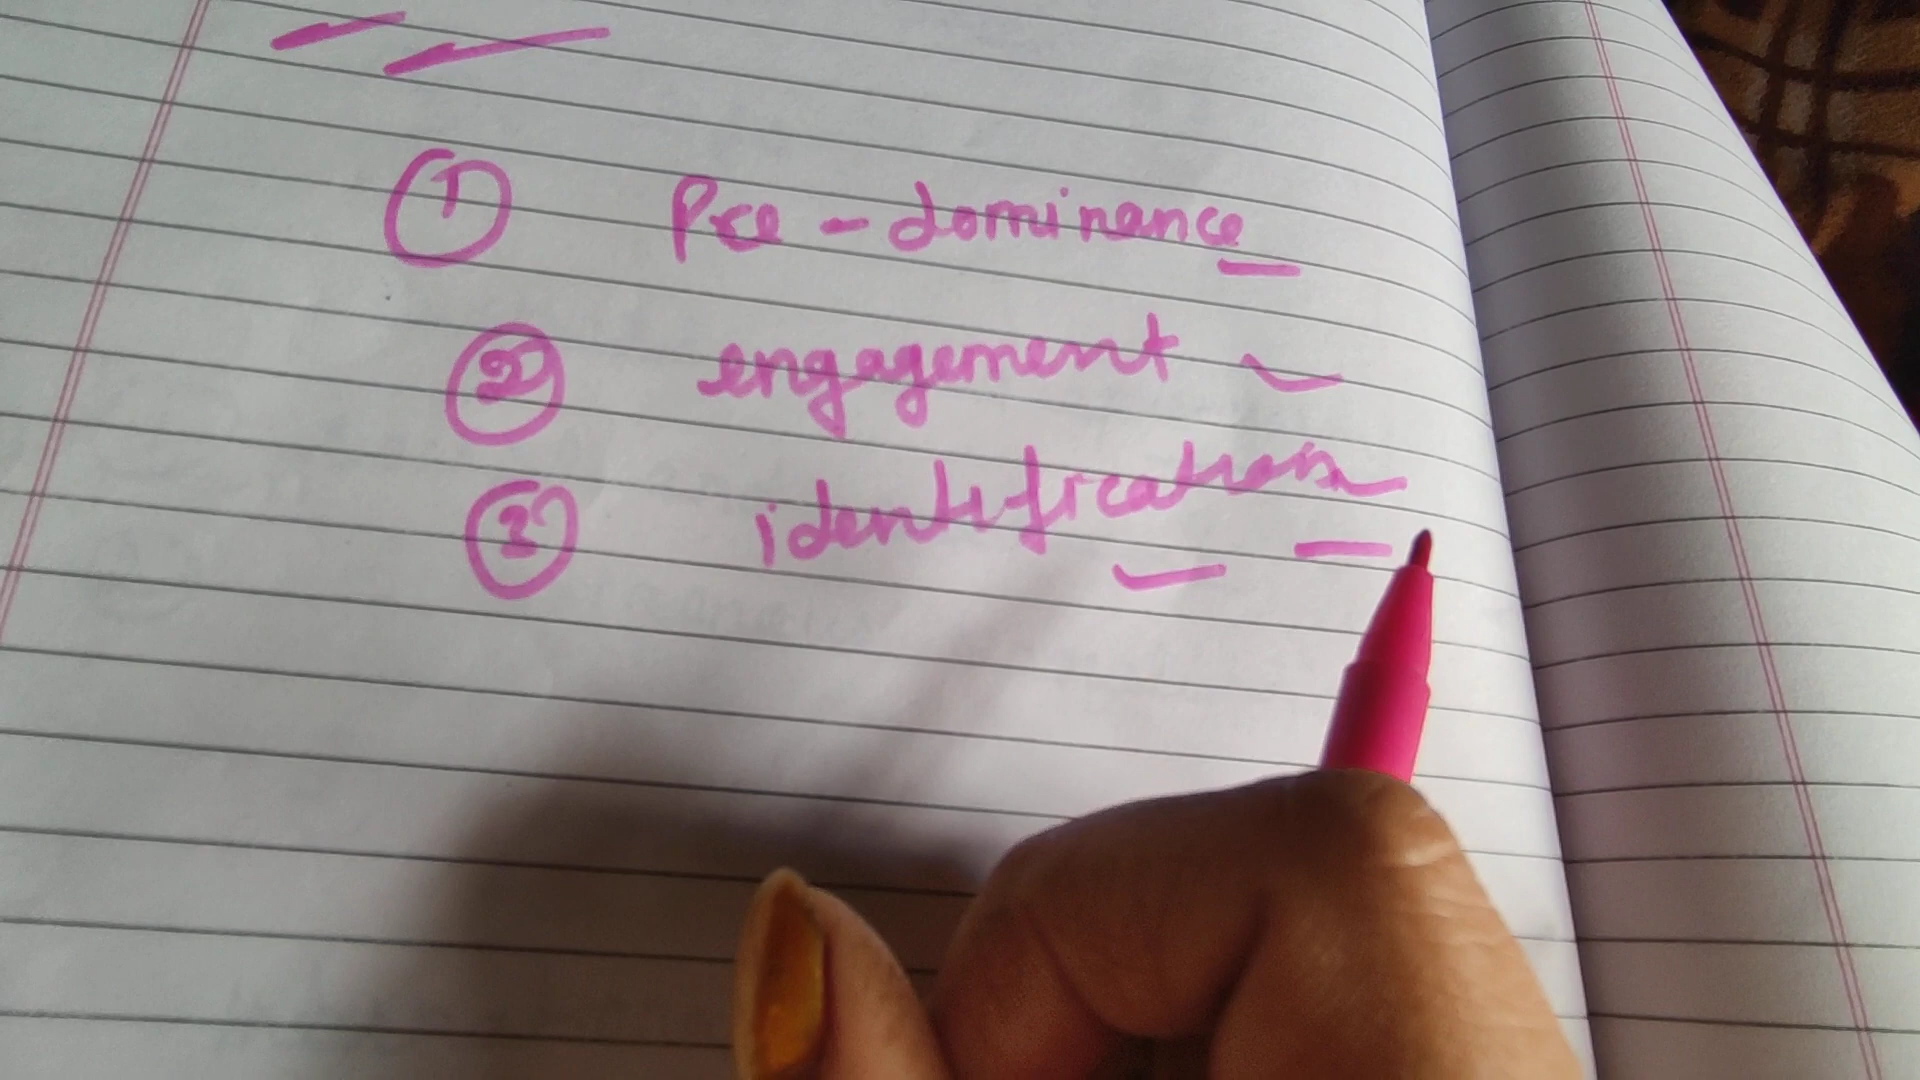 ① Pre - dominance
② engagement
③ identification